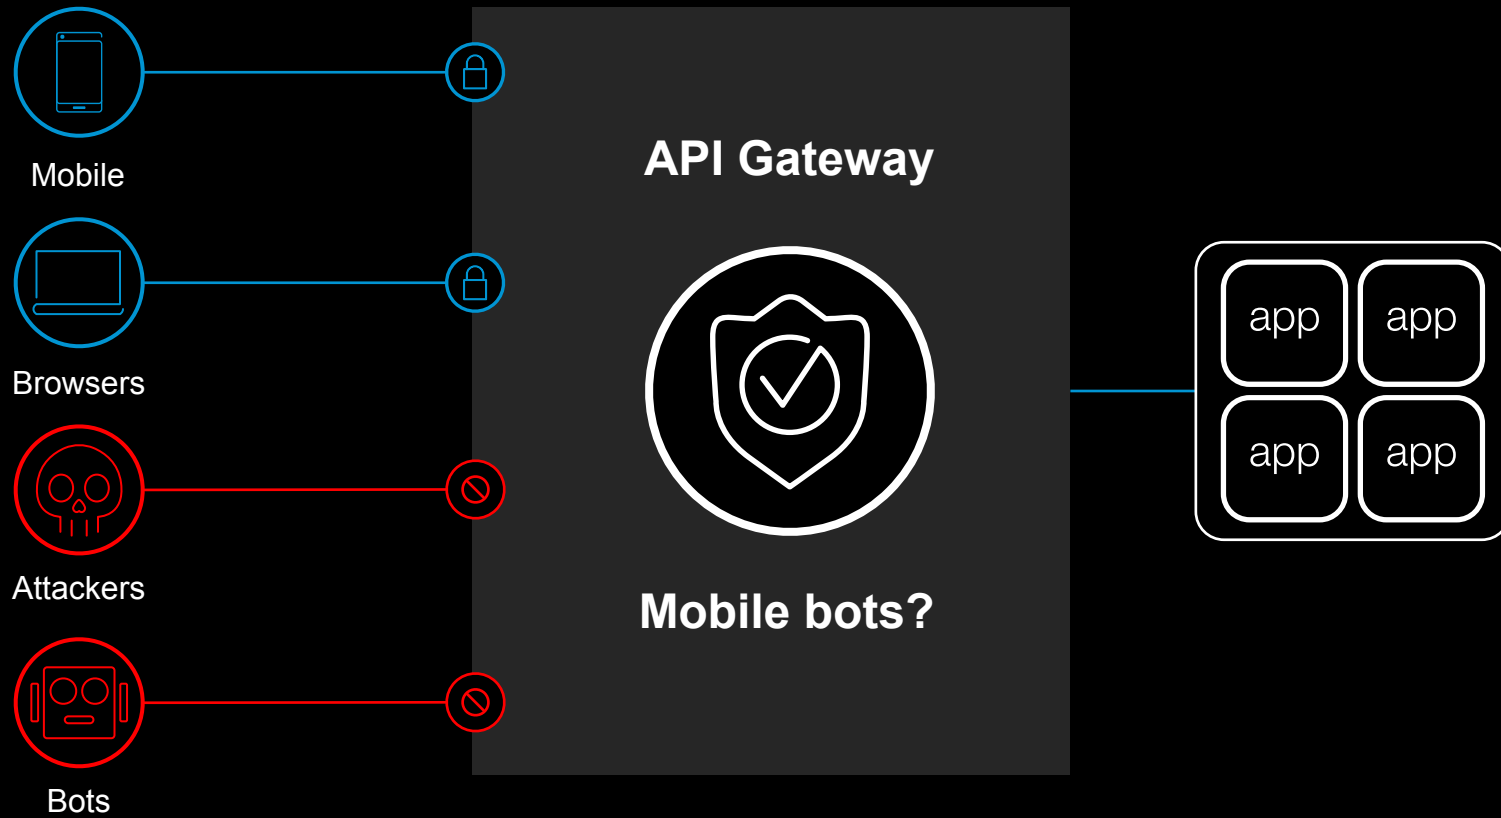 Mobile
Browsers
Attackers
Bots
API Gateway
Mobile bots?
app app
app app